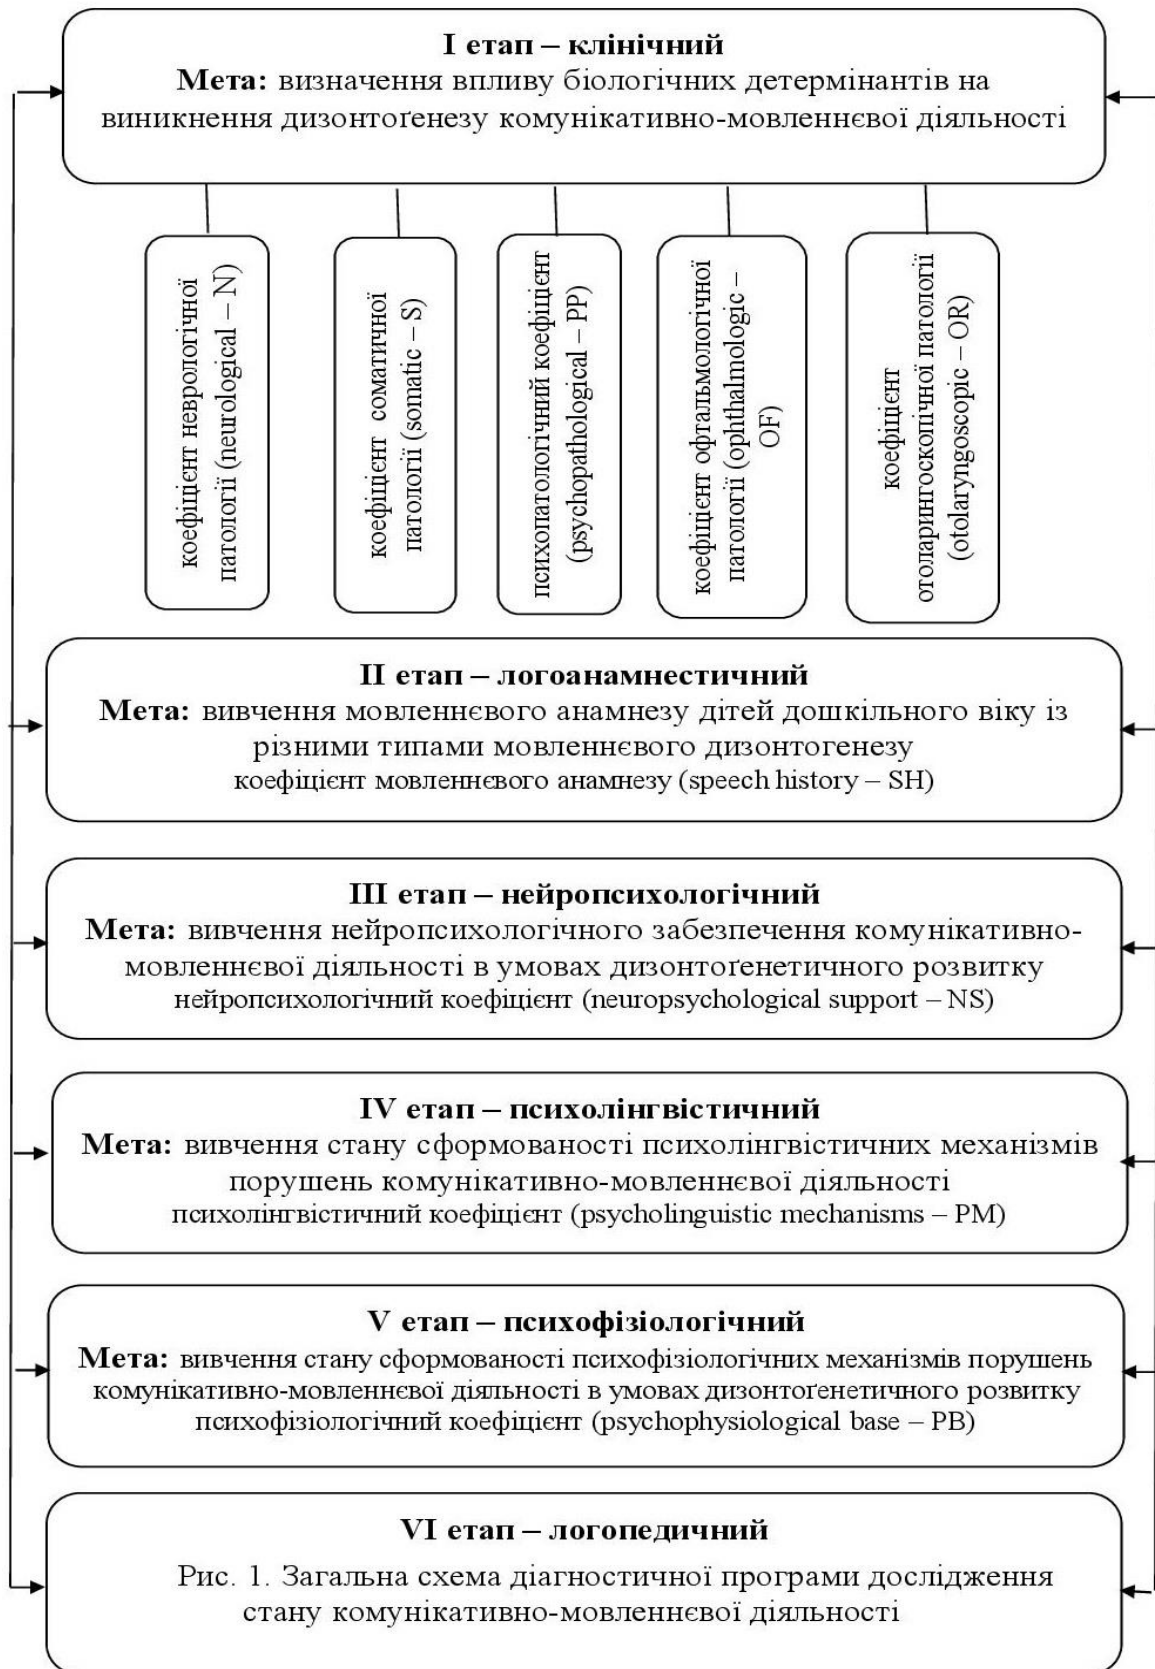 I етап – клінічний
Мета: визначення впливу біологічних детермінантів на
виникнення дизонтоґенезу комунікативно-мовленнєвої діяльності
коефіцієнт неврологічної
патології (neurological – N)
коефіцієнт соматичної
патології (somatic – S)
психопатологічний коефіцієнт
(psychopathological – PP)
коефіцієнт офтальмологічної
патології (ophthalmologic –
OF)
коефіцієнт
отоларингоскопічної патології
(otolaryngoscopic – OR)
II етап – логоанамнестичний
Мета: вивчення мовленнєвого анамнезу дітей дошкільного віку із
різними типами мовленнєвого дизонтогенезу
коефіцієнт мовленнєвого анамнезу (speech history – SH)
III етап – нейропсихологічний
Мета: вивчення нейропсихологічного забезпечення комунікативно-
мовленнєвої діяльності в умовах дизонтоґенетичного розвитку
нейропсихологічний коефіцієнт (neuropsychological support – NS)
IV етап – психолінгвістичний
Мета: вивчення стану сформованості психолінгвістичних механізмів
порушень комунікативно-мовленнєвої діяльності
психолінгвістичний коефіцієнт (psycholinguistic mechanisms – PM)
V етап – психофізіологічний
Мета: вивчення стану сформованості психофізіологічних механізмів порушень
комунікативно-мовленнєвої діяльності в умовах дизонтоґенетичного розвитку
психофізіологічний коефіцієнт (psychophysiological base – PB)
VI етап – логопедичний
Рис. 1. Загальна схема діагностичної програми дослідження
стану комунікативно-мовленнєвої діяльності